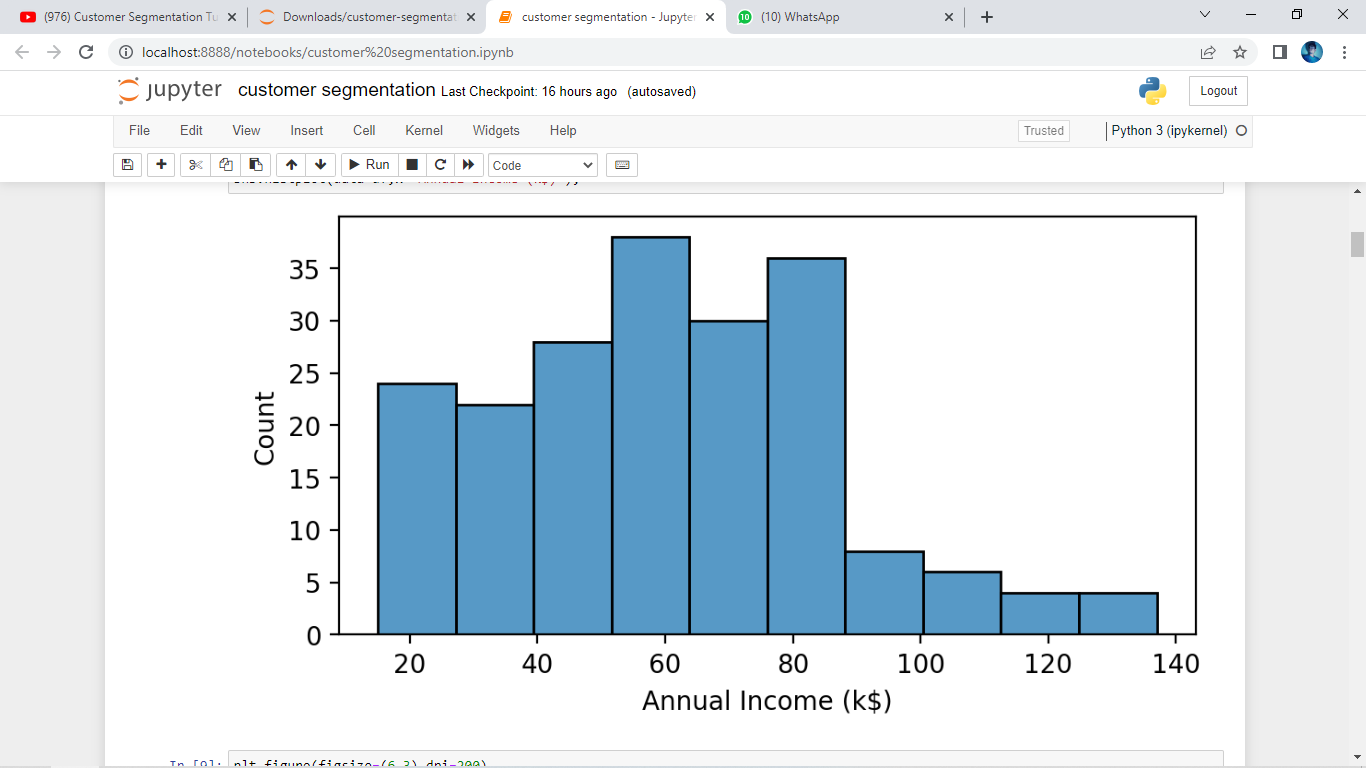 (976) Customer Segmentation Tu
Downloads/customer-segmentat
customer segmentation - Jupyter
10 (10) WhatsApp
localhost:8888/notebooks/customer%20segmentation.ipynb
jupyter customer segmentation Last Checkpoint: 16 hours ago (autosaved)
Logout
File Edit View Insert Cell Kernel Widgets Help
Trusted
Python 3 (ipykernel)
Run
Code
35
30
25
20
15
10
5
0
Count
20 40 60 80 100 120 140
Annual Income (k$)
In [9]: plt.figure(figsize=(6,3),dpi=200)